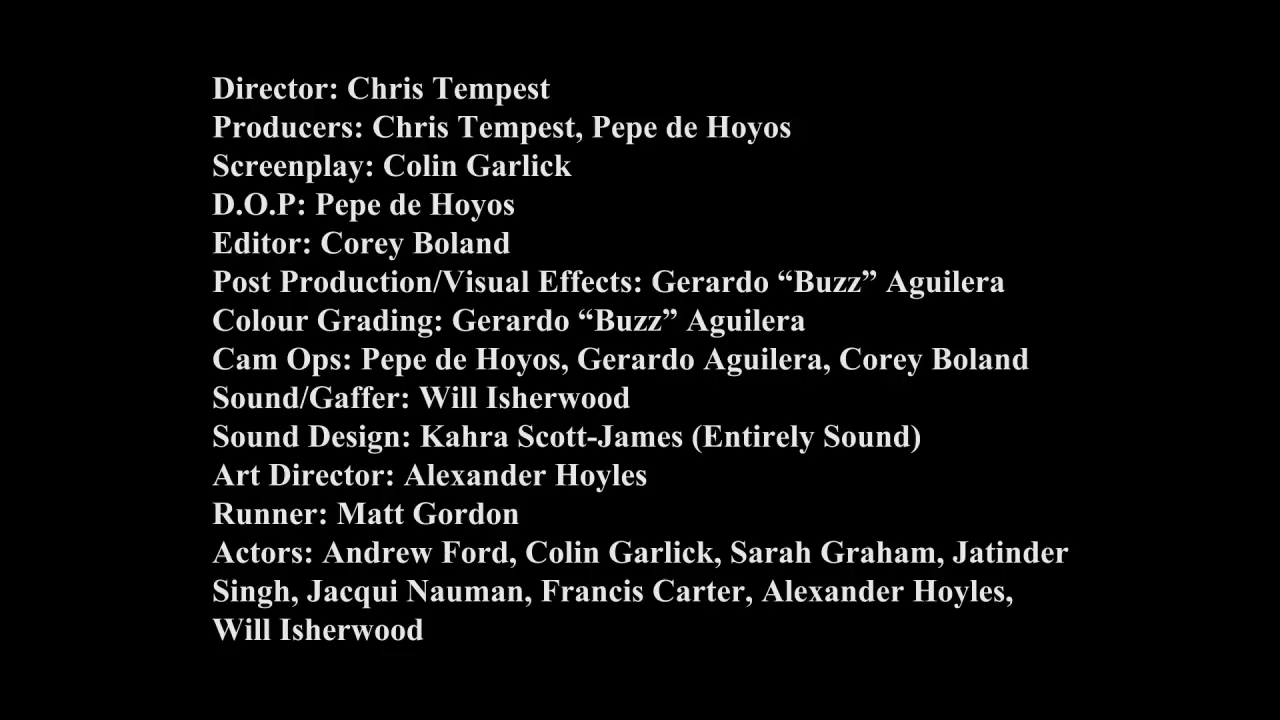 Director: Chris Tempest
Producers: Chris Tempest, Pepe de Hoyos
Screenplay: Colin Garlick
D.O.P: Pepe de Hoyos
Editor: Corey Boland
Post Production/Visual Effects: Gerardo “Buzz” Aguilera
Colour Grading: Gerardo “Buzz” Aguilera
Cam Ops: Pepe de Hoyos, Gerardo Aguilera, Corey Boland
Sound/Gaffer: Will Isherwood
Sound Design: Kahra Scott-James (Entirely Sound)
Art Director: Alexander Hoyles
Runner: Matt Gordon
Actors: Andrew Ford, Colin Garlick, Sarah Graham, Jatinder
Singh, Jacqui Nauman, Francis Carter, Alexander Hoyles,
Will Isherwood